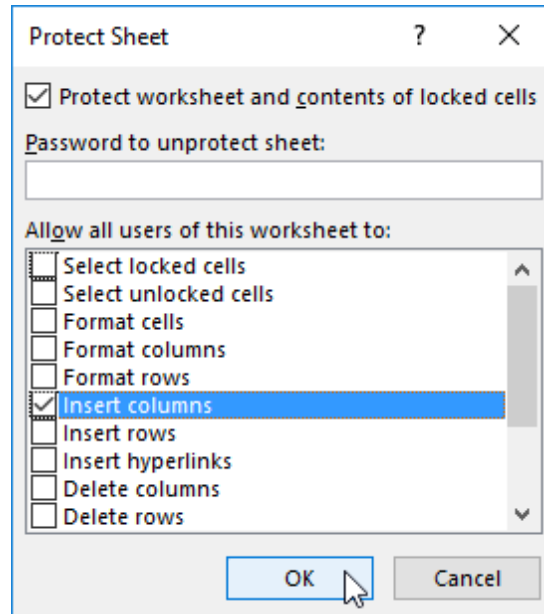 Protect Sheet ?
Protect worksheet and contents of locked cells
Password to unprotect sheet:
Allow all users of this worksheet to:
Select locked cells
Select unlocked cells
Format cells
Format columns
Format rows
Insert columns
Insert rows
Insert hyperlinks
Delete columns
Delete rows
OK Cancel